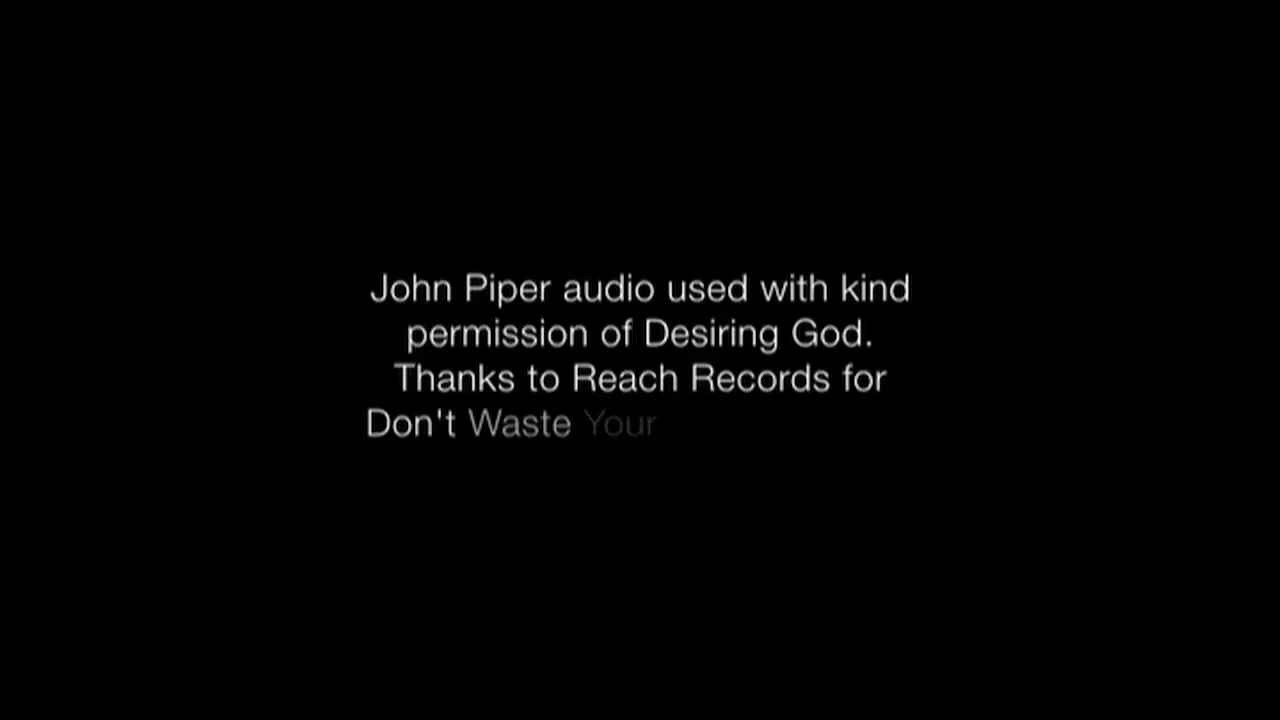 John Piper audio used with kind
permission of Desiring God.
Thanks to Reach Records for
Don't Waste Your